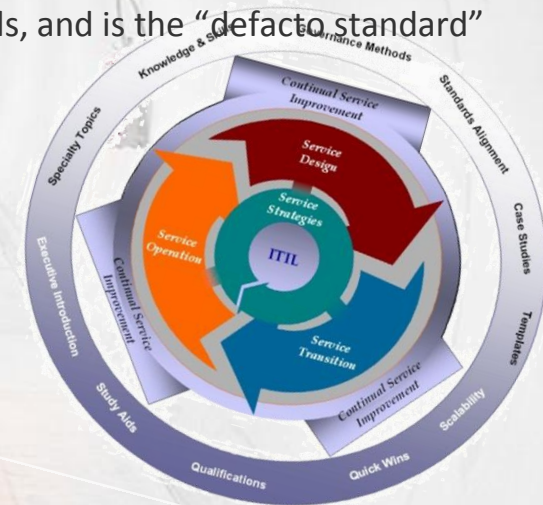 ls, and is the “defacto standard”
Knowledge & Skills
Governance Methods
Standards Alignment
Case Studies
Templates
Scalability
Quick Wins
Qualifications
Study Aids
Executive Introduction
Specialty Topics
Continual Service
Improvement
Continual Service
Improvement
Continual Service
Improvement
Service
Design
Service
Transition
Service
Operation
Service
Strategies
ITIL